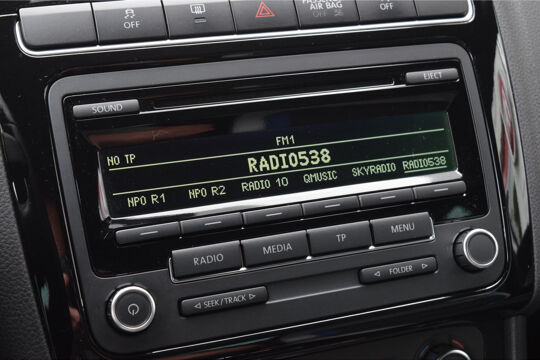 OFF
PASSENGER
AIR BAG
OFF
OFF
SOUND
EJECT
FM1
NO TP
RADIO538
NPO R1 NPO R2 RADIO 10 QMUSIC SKYRADIO RADIO538
RADIO MEDIA TP MENU
SEEK/TRACK FOLDER